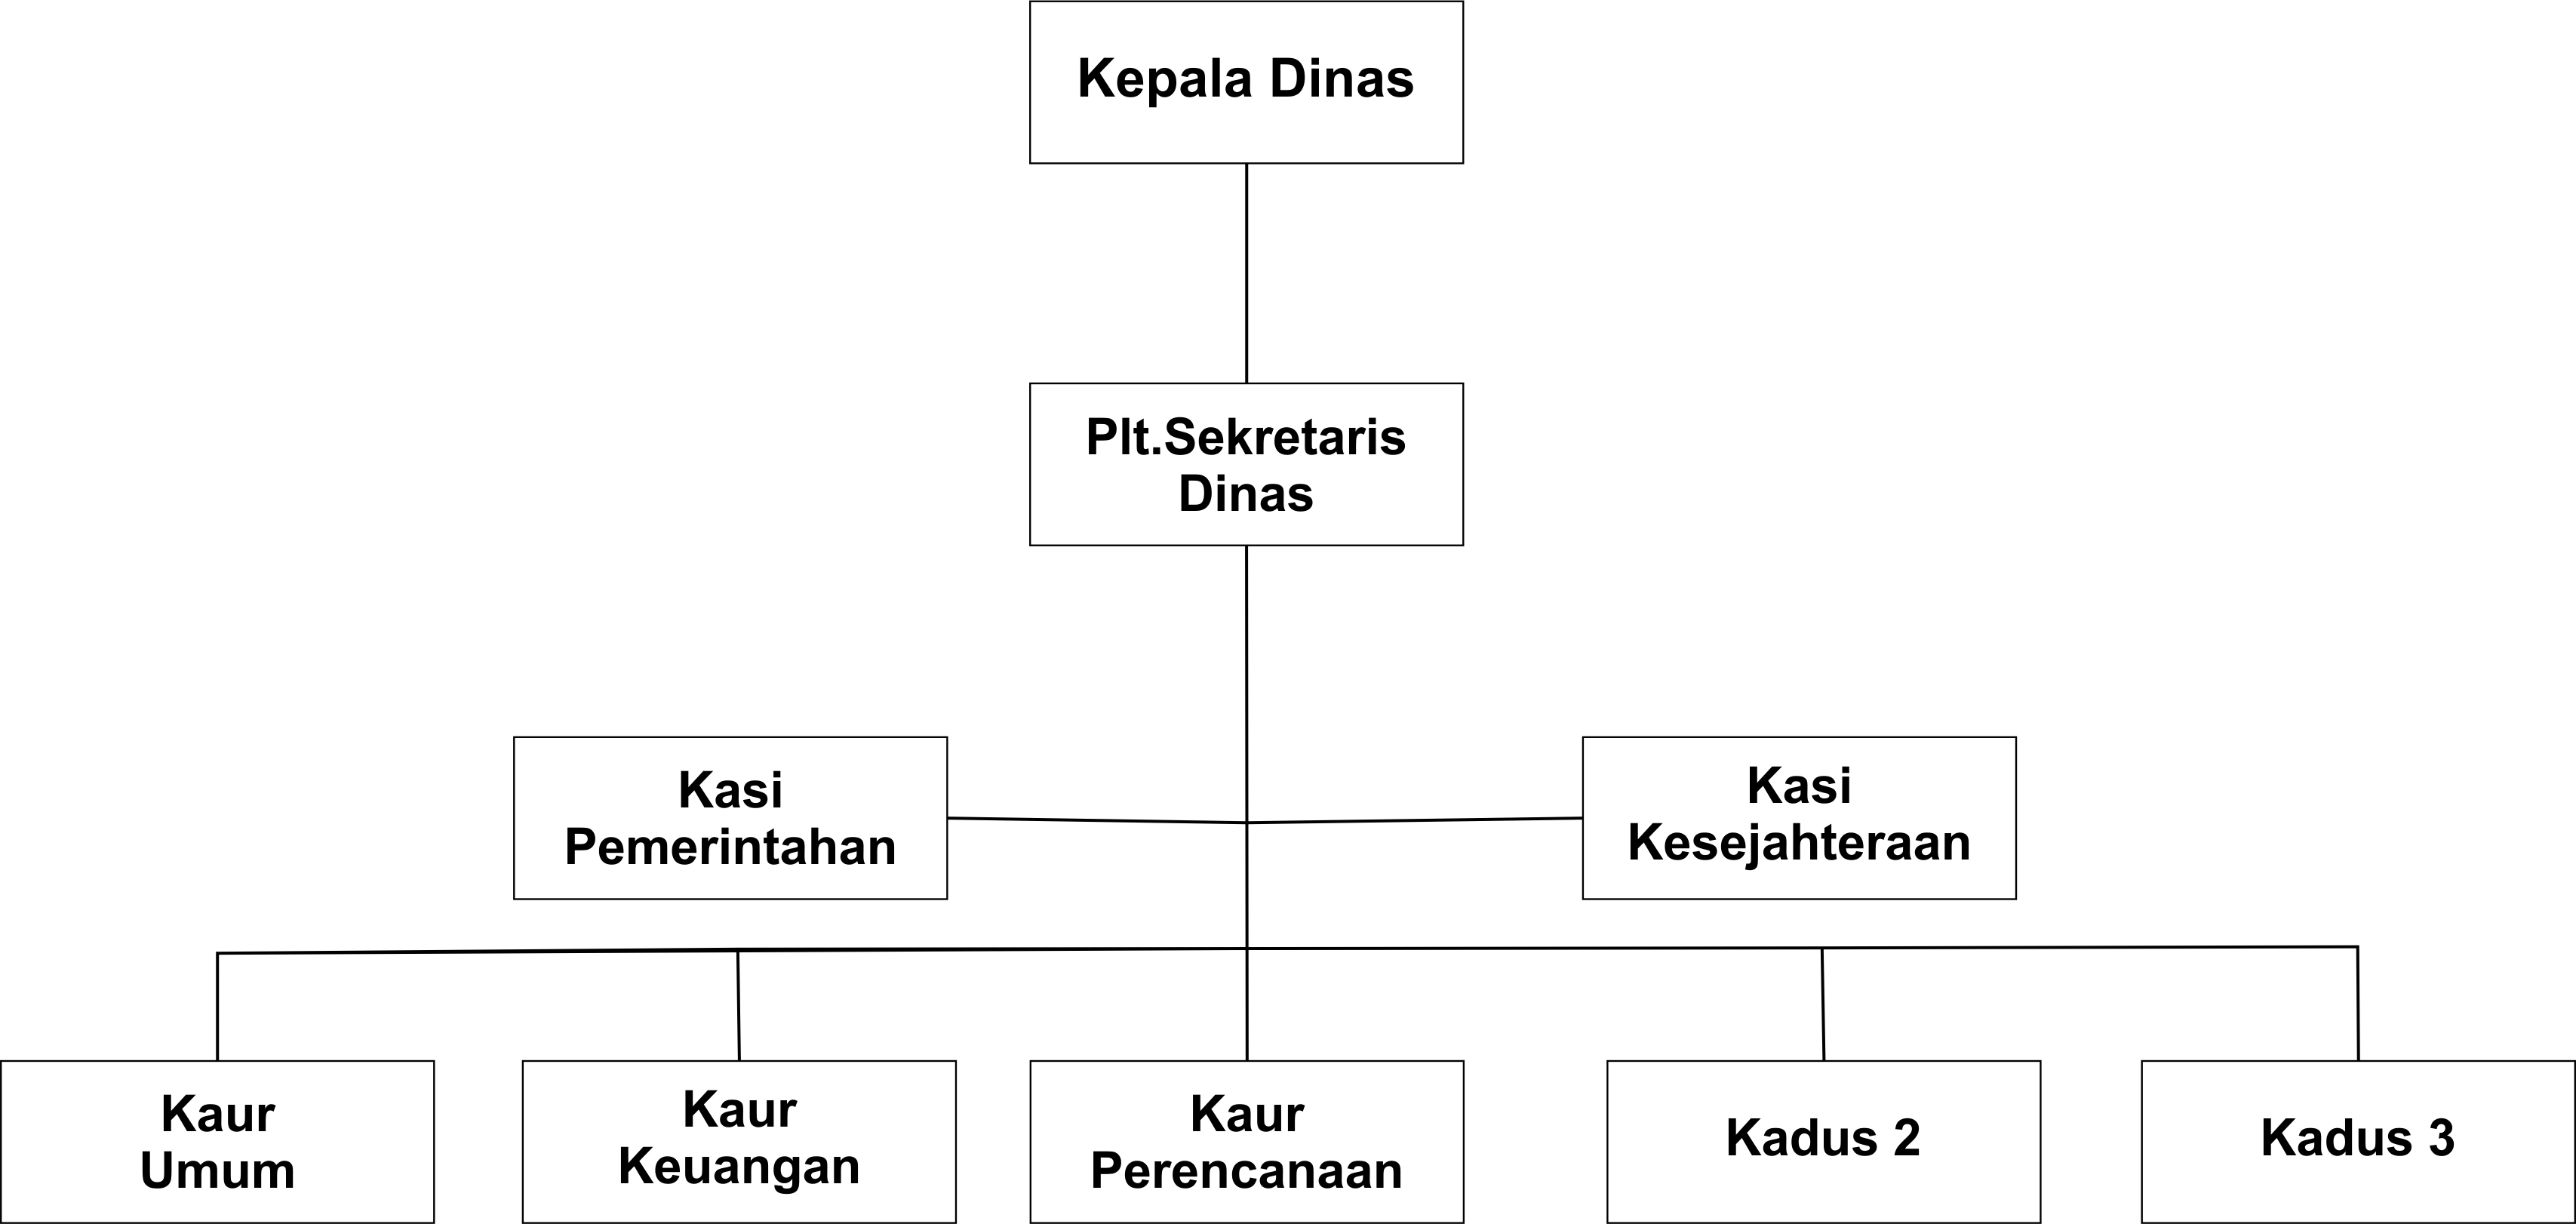 Kepala Dinas
Plt.Sekretaris
Dinas
Kasi
Pemerintahan
Kasi
Kesejahteraan
Kaur
Umum
Kaur
Keuangan
Kaur
Perencanaan
Kadus 2
Kadus 3